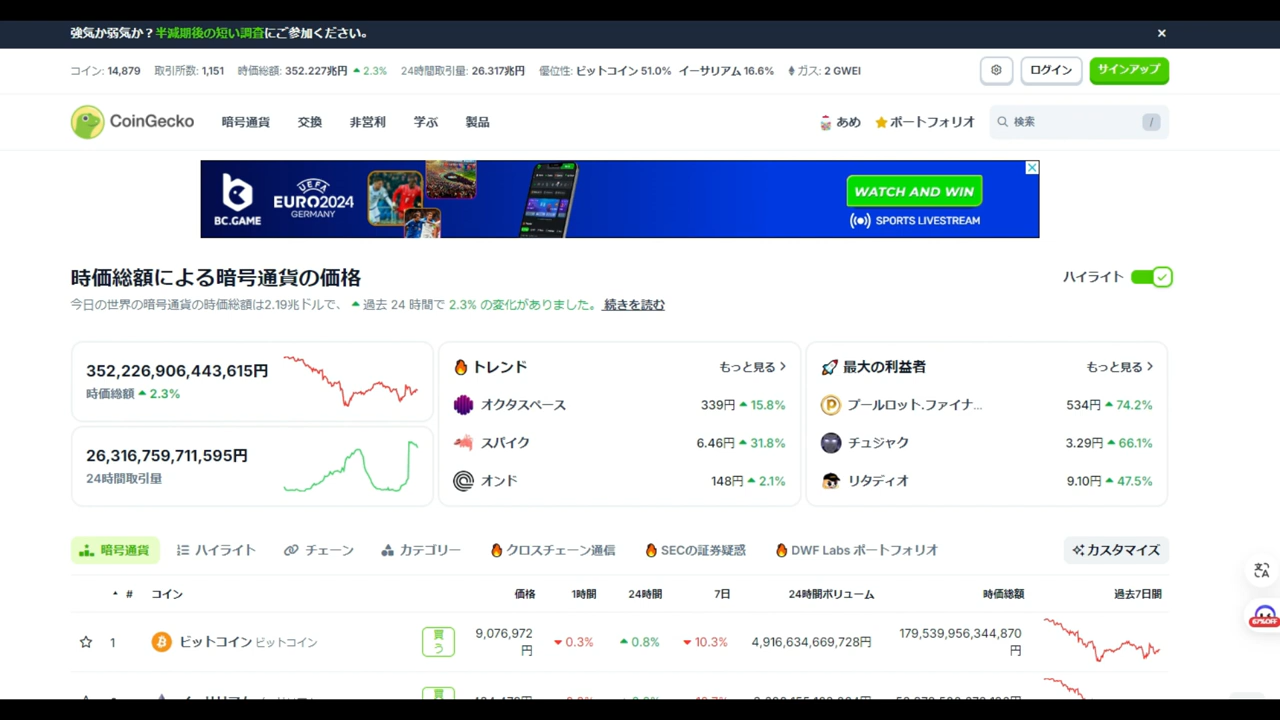 強気か弱気か？半減期後の短い調査にご参加ください。
コイン: 14,879 取引所数: 1,151 時価総額: 352.227兆円 2.3% 24時間取引量: 26.317兆円 優位性: ビットコイン 51.0% イーサリアム 16.6% ガス: 2 GWEI
ログイン サインアップ
CoinGecko 暗号通貨 交換 非営利 学ぶ 製品 あめ ポートフォリオ 検索 /
BC.GAME UEFA EURO2024 GERMANY WATCH AND WIN
SPORTS LIVESTREAM
時価総額による暗号通貨の価格 ハイライト
今日の世界の暗号通貨の時価総額は2.19兆ドルで、 過去 24 時間で 2.3% の変化がありました。 続きを読む
352,226,906,443,615円
時価総額 2.3%
26,316,759,711,595円
24時間取引量
トレンド もっと見る
オクタスペース 339円 15.8%
スパイク 6.46円 31.8%
オンド 148円 2.1%
最大の利益者 もっと見る
プールロット.ファイナ... 534円 74.2%
チュジャク 3.29円 66.1%
リタディオ 9.10円 47.5%
暗号通貨 ハイライト チェーン カテゴリー クロスチェーン通信 SECの証券疑惑 DWF Labs ポートフォリオ カスタマイズ
# コイン 価格 1時間 24時間 7日 24時間ボリューム 時価総額 過去7日間
1 ビットコイン ビットコイン 買う 9,076,972円 0.3% 0.8% 10.3% 4,916,634,669,728円 179,539,956,344,870円
67%OFF